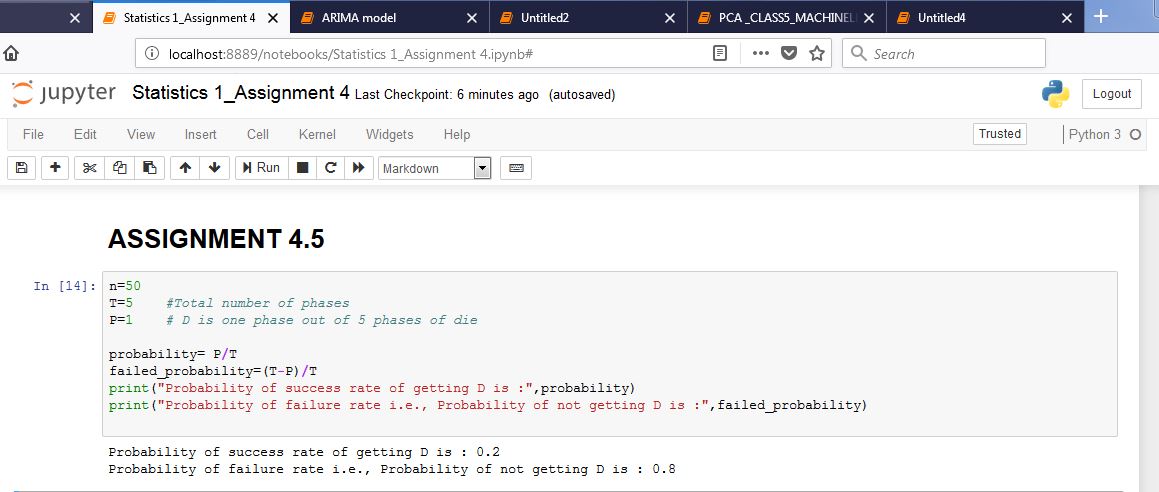 Statistics 1_Assignment 4
ARIMA model
Untitled2
PCA _CLASS5_MACHINEL
Untitled4
localhost:8889/notebooks/Statistics 1_Assignment 4.ipynb#
Search
jupyter Statistics 1_Assignment 4 Last Checkpoint: 6 minutes ago (autosaved)
Logout
File Edit View Insert Cell Kernel Widgets Help
Trusted
Python 3
Run
Markdown
ASSIGNMENT 4.5
In [14]: n=50
T=5 #Total number of phases
P=1 # D is one phase out of 5 phases of die
probability= P/T
failed_probability=(T-P)/T
print("Probability of success rate of getting D is :",probability)
print("Probability of failure rate i.e., Probability of not getting D is :",failed_probability)
Probability of success rate of getting D is : 0.2
Probability of failure rate i.e., Probability of not getting D is : 0.8